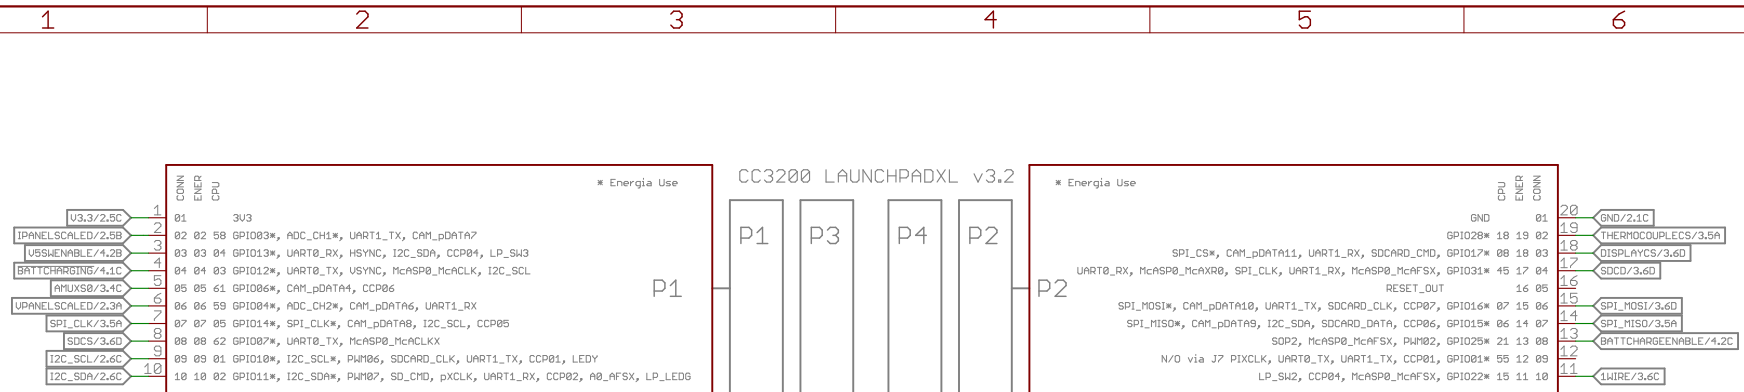 1 2 3 4 5 6
CC3200 LAUNCHPADXL v3.2
CONN ENER CPU
* Energia Use
V3.3/2.5C 1 01 3V3
IPANELSCALED/2.5B 2 02 02 58 GPIO03*, ADC_CH1*, UART1_TX, CAM_pDATA7
V5SWENABLE/4.2B 3 03 03 04 GPIO13*, UART0_RX, HSYNC, I2C_SDA, CCP04, LP_SW3
BATTCHARGING/4.1C 4 04 04 03 GPIO12*, UART0_TX, VSYNC, McASP0_McACLK, I2C_SCL
AMUXS0/3.4C 5 05 05 61 GPIO06*, CAM_pDATA4, CCP06
VPANELSCALED/2.3A 6 06 06 59 GPIO04*, ADC_CH2*, CAM_pDATA6, UART1_RX
SPI_CLK/3.5A 7 07 07 05 GPIO14*, SPI_CLK*, CAM_pDATA8, I2C_SCL, CCP05
SDCS/3.6D 8 08 08 62 GPIO07*, UART0_TX, McASP0_McACLKX
I2C_SCL/2.6C 9 09 09 01 GPIO10*, I2C_SCL*, PWM06, SDCARD_CLK, UART1_TX, CCP01, LEDY
I2C_SDA/2.6C 10 10 10 02 GPIO11*, I2C_SDA*, PWM07, SD_CMD, pXCLK, UART1_RX, CCP02, A0_AFSX, LP_LEDG
P1
P1 P3 P4 P2
P2
* Energia Use
CPU ENER CONN
GND 01 20 GND/2.1C
GPIO28* 18 19 02 19 THERMOCOUPLECS/3.5A
SPI_CS*, CAM_pDATA11, UART1_RX, SDCARD_CMD, GPIO17* 08 18 03 18 DISPLAYCS/3.6D
UART0_RX, McASP0_McAXR0, SPI_CLK, UART1_RX, McASP0_McAFSX, GPIO31* 45 17 04 17 SDCD/3.6D
RESET_OUT 16 05 16
SPI_MOSI*, CAM_pDATA10, UART1_TX, SDCARD_CLK, CCP07, GPIO16* 07 15 06 15 SPI_MOSI/3.6D
SPI_MISO*, CAM_pDATA9, I2C_SDA, SDCARD_DATA, CCP06, GPIO15* 06 14 07 14 SPI_MISO/3.5A
SOP2, McASP0_McAFSX, PWM02, GPIO25* 21 13 08 13 BATTCHARGEENABLE/4.2C
N/O via J7 PIXCLK, UART0_TX, UART1_TX, CCP01, GPIO01* 55 12 09 12
LP_SW2, CCP04, McASP0_McAFSX, GPIO22* 15 11 10 11 1WIRE/3.6C